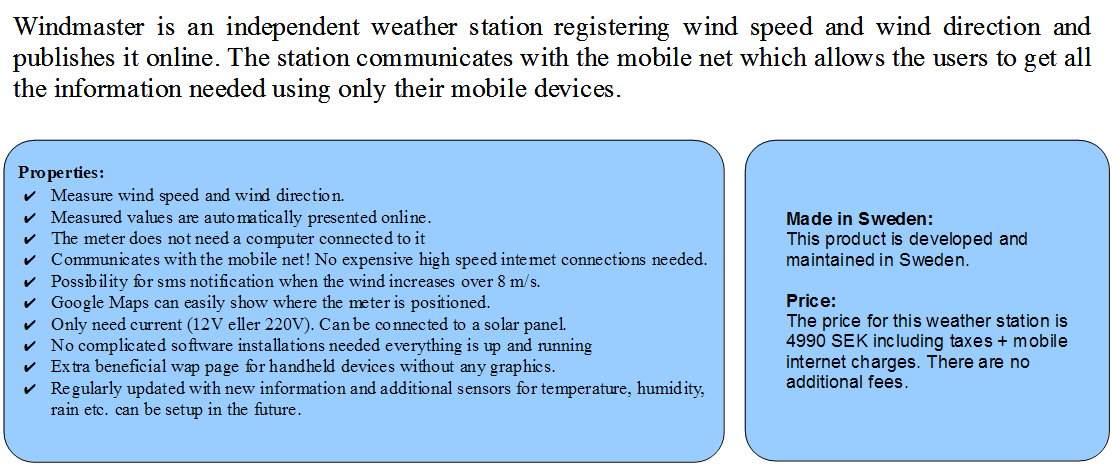 Windmaster is an independent weather station registering wind speed and wind direction and
publishes it online. The station communicates with the mobile net which allows the users to get all
the information needed using only their mobile devices.
Properties:
✔ Measure wind speed and wind direction.
✔ Measured values are automatically presented online.
✔ The meter does not need a computer connected to it
✔ Communicates with the mobile net! No expensive high speed internet connections needed.
✔ Possibility for sms notification when the wind increases over 8 m/s.
✔ Google Maps can easily show where the meter is positioned.
✔ Only need current (12V eller 220V). Can be connected to a solar panel.
✔ No complicated software installations needed everything is up and running
✔ Extra beneficial wap page for handheld devices without any graphics.
✔ Regularly updated with new information and additional sensors for temperature, humidity,
rain etc. can be setup in the future.
Made in Sweden:
This product is developed and
maintained in Sweden.
Price:
The price for this weather station is
4990 SEK including taxes + mobile
internet charges. There are no
additional fees.